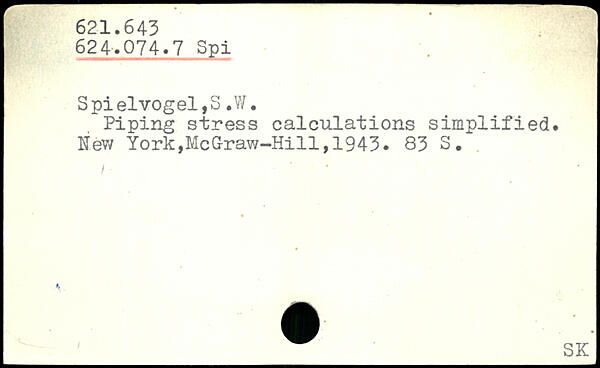 621.643
624.074.7 Spi
Spielvogel,S.W.
Piping stress calculations simplified.
New York,McGraw-Hill,1943. 83 S.
SK